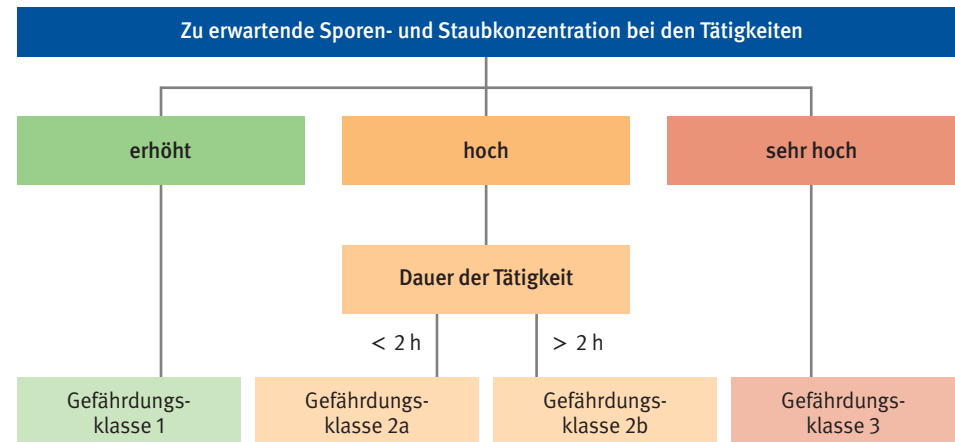 Zu erwartende Sporen- und Staubkonzentration bei den Tätigkeiten
erhöht
hoch
sehr hoch
Dauer der Tätigkeit
< 2 h
> 2 h
Gefährdungs-
klasse 1
Gefährdungs-
klasse 2a
Gefährdungs-
klasse 2b
Gefährdungs-
klasse 3